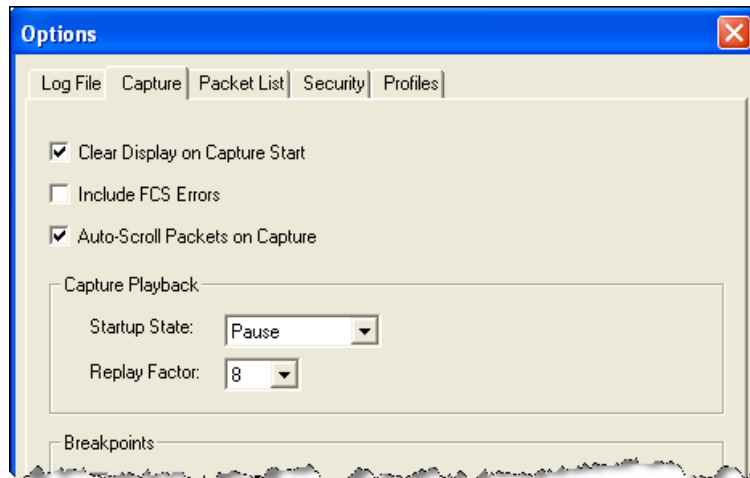 Options
Log File Capture Packet List Security Profiles
Clear Display on Capture Start
Include FCS Errors
Auto-Scroll Packets on Capture
Capture Playback
Startup State: Pause
Replay Factor: 8
Breakpoints